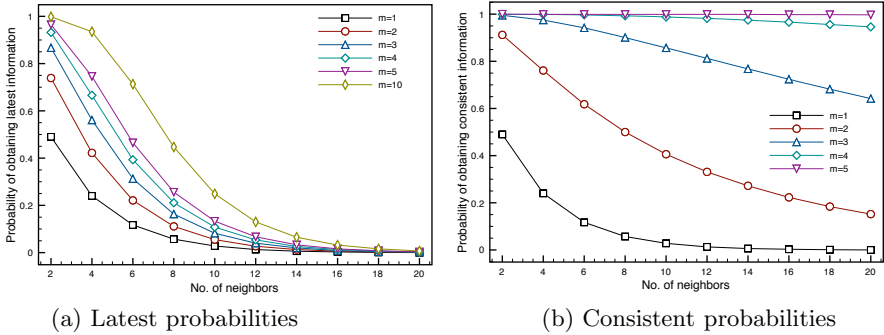 Probability of obtaining latest information
1
0.8
0.6
0.4
0.2
0
2 4 6 8 10 12 14 16 18 20
No. of neighbors
m=1
m=2
m=3
m=4
m=5
m=10
(a) Latest probabilities
Probability of obtaining consistent information
1
0.8
0.6
0.4
0.2
0
2 4 6 8 10 12 14 16 18 20
No. of neighbors
m=1
m=2
m=3
m=4
m=5
(b) Consistent probabilities